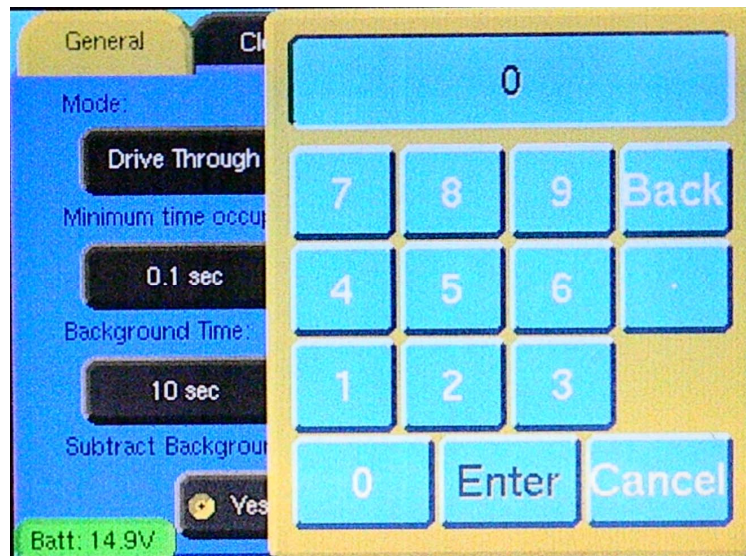 General
Cl
Mode:
Drive Through
Minimum time occup
0.1 sec
Background Time:
10 sec
Subtract Backgroun
Yes
Batt: 14.9V
0
7 8 9 Back
4 5 6 .
1 2 3
0 Enter Cancel